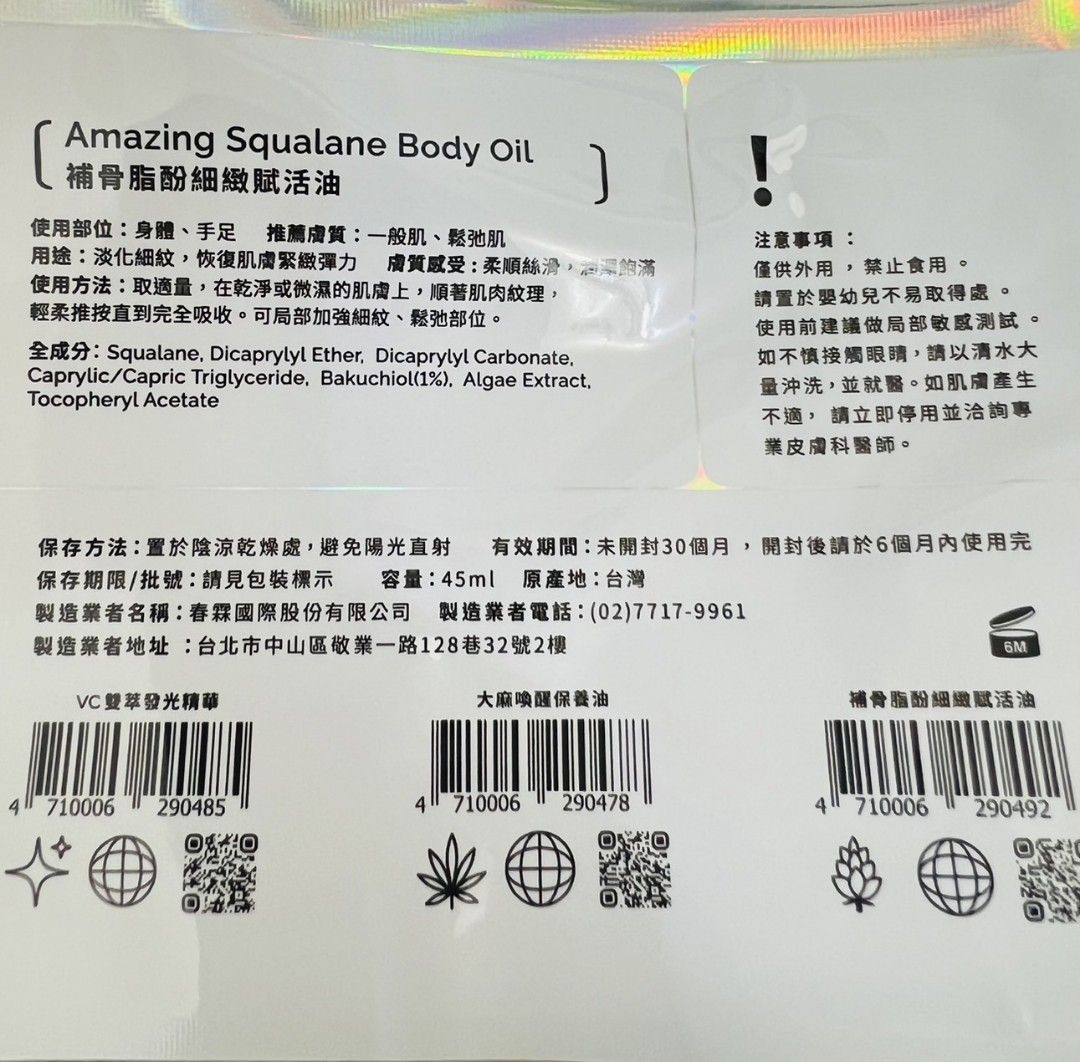 Amazing Squalane Body Oil
補骨脂酚細緻賦活油
使用部位：身體、手足 推薦膚質：一般肌、鬆弛肌
用途：淡化細紋，恢復肌膚緊緻彈力 膚質感受：柔順絲滑，潤澤飽滿
使用方法：取適量，在乾淨或微濕的肌膚上，順著肌肉紋理，
輕柔推按直到完全吸收。可局部加強細紋、鬆弛部位。
全成分: Squalane, Dicaprylyl Ether, Dicaprylyl Carbonate,
Caprylic/Capric Triglyceride, Bakuchiol(1%), Algae Extract,
Tocopheryl Acetate
!
注意事項：
僅供外用，禁止食用。
請置於嬰幼兒不易取得處。
使用前建議做局部敏感測試。
如不慎接觸眼睛，請以清水大
量沖洗，並就醫。如肌膚產生
不適，請立即停用並洽詢專
業皮膚科醫師。
保存方法：置於陰涼乾燥處，避免陽光直射 有效期間：未開封30個月，開封後請於6個月內使用完
保存期限/批號：請見包裝標示 容量：45ml 原產地：台灣
製造業者名稱：春霖國際股份有限公司 製造業者電話：(02)7717-9961
製造業者地址：台北市中山區敬業一路128巷32號2樓
6M
VC雙萃發光精華 大麻喚醒保養油 補骨脂酚細緻賦活油
4 710006 290485 4 710006 290478 4 710006 290492